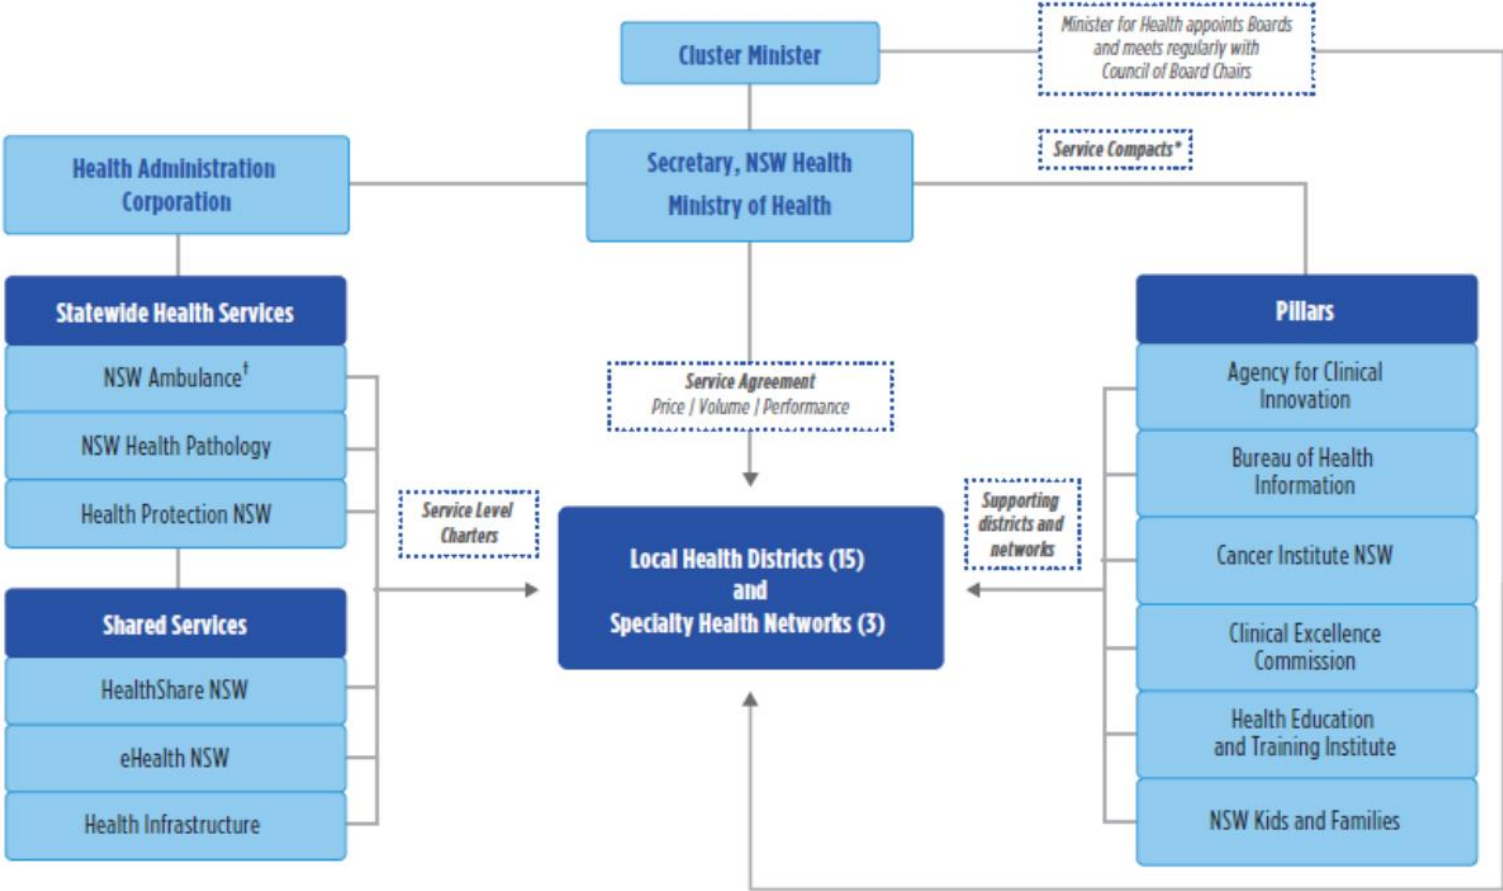 Cluster Minister
Minister for Health appoints Boards
and meets regularly with
Council of Board Chairs
Health Administration
Corporation
Secretary, NSW Health
Ministry of Health
Service Compacts*
Statewide Health Services
NSW Ambulance†
NSW Health Pathology
Health Protection NSW
Shared Services
HealthShare NSW
eHealth NSW
Health Infrastructure
Service Level
Charters
Service Agreement
Price | Volume | Performance
Local Health Districts (15)
and
Specialty Health Networks (3)
Supporting
districts and
networks
Pillars
Agency for Clinical
Innovation
Bureau of Health
Information
Cancer Institute NSW
Clinical Excellence
Commission
Health Education
and Training Institute
NSW Kids and Families